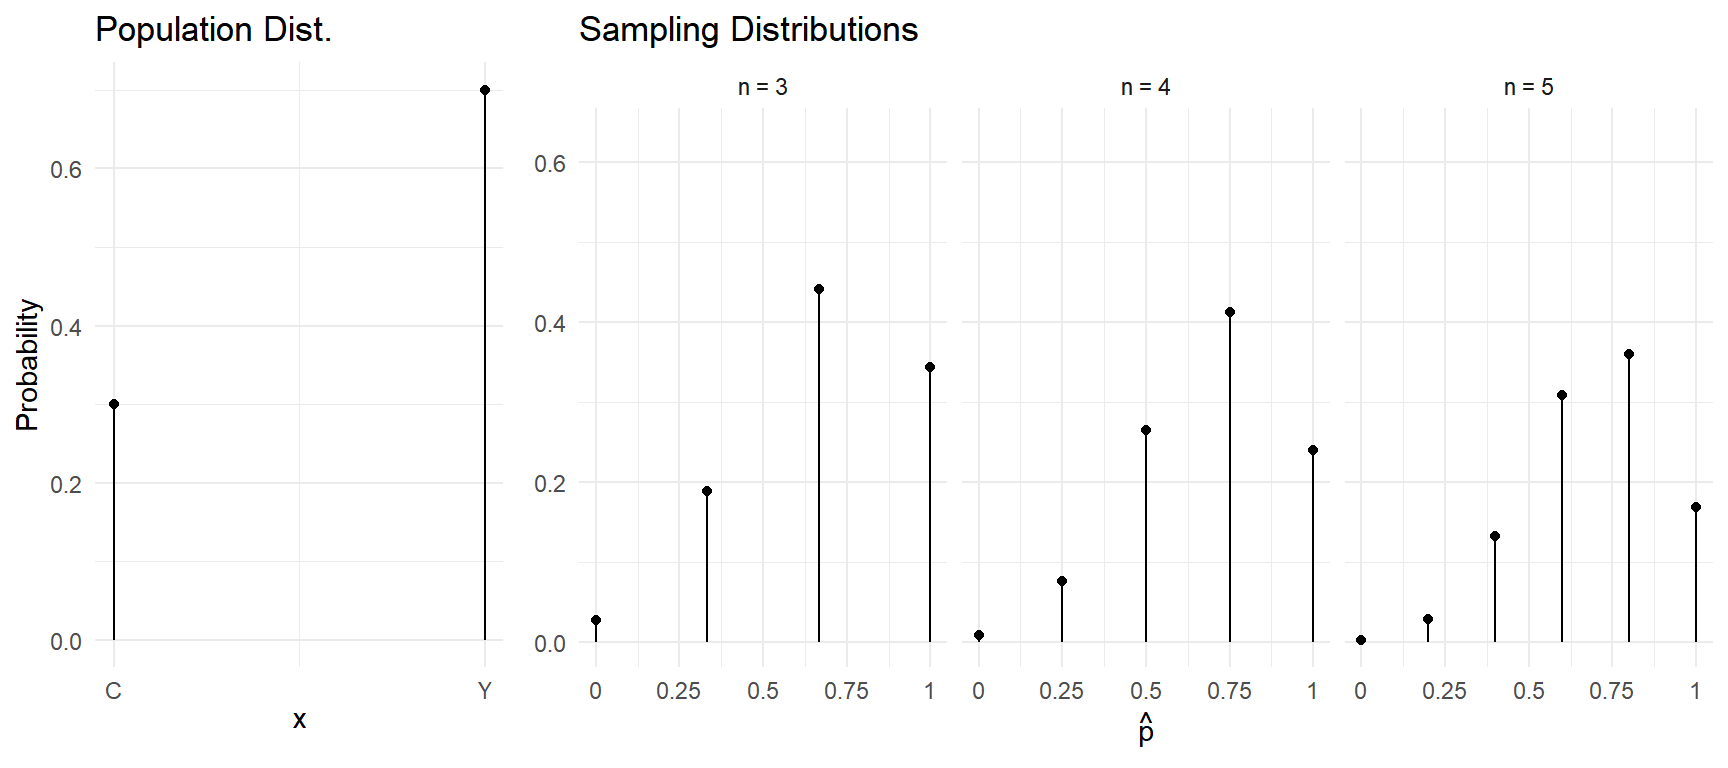 Population Dist.
Sampling Distributions
n = 3
n = 4
n = 5
Probability
0.6
0.4
0.2
0.0
C
Y
x
0.6
0.4
0.2
0.0
0 0.25 0.5 0.75 1
0 0.25 0.5 0.75 1
0 0.25 0.5 0.75 1
p̂